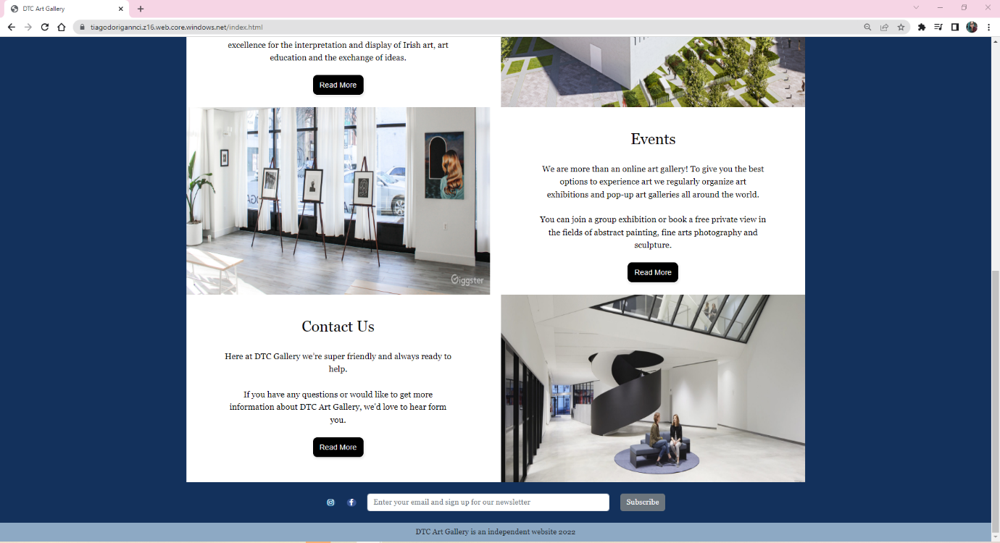 DTC Art Gallery
tiagodorigannci.z16.web.core.windows.net/index.html
excellence for the interpretation and display of Irish art, art
education and the exchange of ideas.
Read More
Giggster
Events
We are more than an online art gallery! To give you the best
options to experience art we regularly organize art
exhibitions and pop-up art galleries all around the world.
You can join a group exhibition or book a free private view in
the fields of abstract painting, fine arts photography and
sculpture.
Read More
Contact Us
Here at DTC Gallery we're super friendly and always ready to
help.
If you have any questions or would like to get more
information about DTC Art Gallery, we'd love to hear form
you.
Read More
Enter your email and sign up for our newsletter
Subscribe
DTC Art Gallery is an independent website 2022